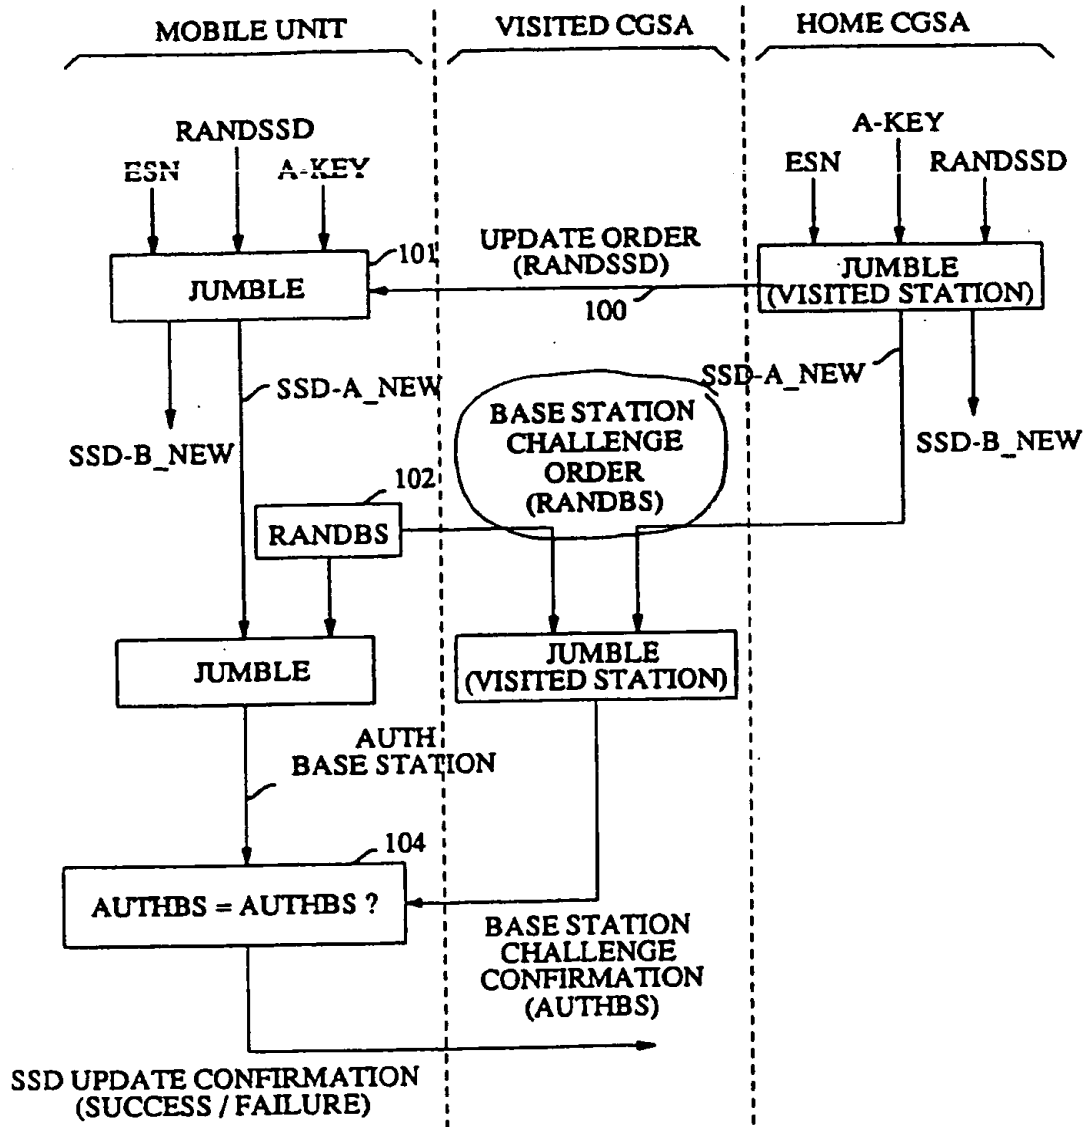 MOBILE UNIT
VISITED CGSA
HOME CGSA
RANDSSD
ESN
A-KEY
A-KEY
ESN
RANDSSD
101
JUMBLE
UPDATE ORDER
(RANDSSD)
100
JUMBLE
(VISITED STATION)
SSD-A_NEW
SSD-B_NEW
SSD-A_NEW
SSD-B_NEW
BASE STATION
CHALLENGE
ORDER
(RANDBS)
102
RANDBS
JUMBLE
JUMBLE
(VISITED STATION)
AUTH
BASE STATION
104
AUTHBS = AUTHBS ?
BASE STATION
CHALLENGE
CONFIRMATION
(AUTHBS)
SSD UPDATE CONFIRMATION
(SUCCESS / FAILURE)